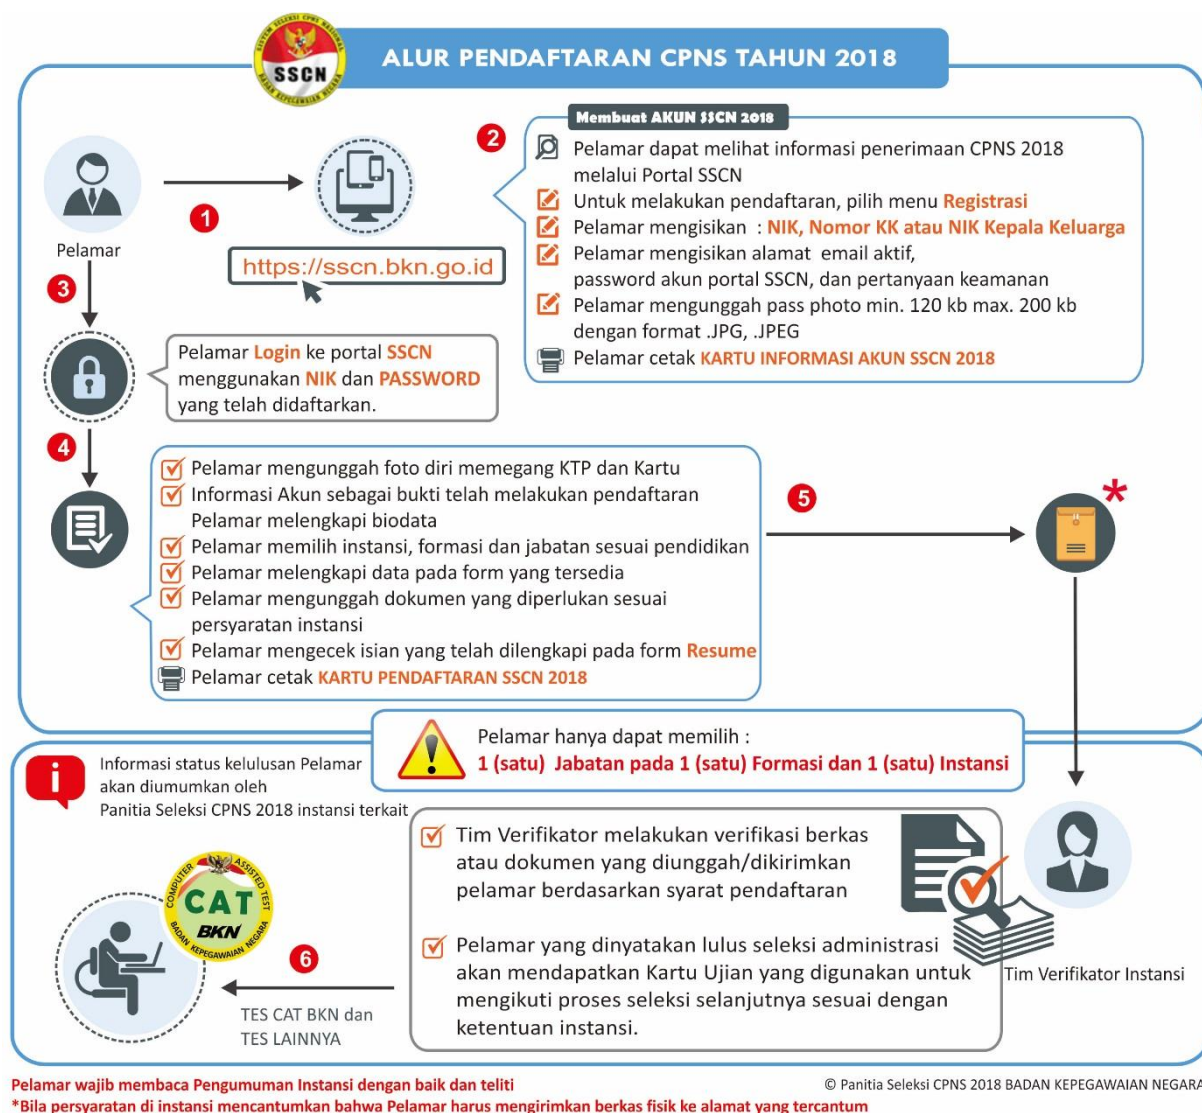 SISTEM SELEKSI CPNS NASIONAL
SSCN
BADAN KEPEGAWAIAN NEGARA
ALUR PENDAFTARAN CPNS TAHUN 2018
Pelamar
1
https://sscn.bkn.go.id
2
Membuat AKUN SSCN 2018
Pelamar dapat melihat informasi penerimaan CPNS 2018
melalui Portal SSCN
Untuk melakukan pendaftaran, pilih menu Registrasi
Pelamar mengisikan : NIK, Nomor KK atau NIK Kepala Keluarga
Pelamar mengisikan alamat email aktif,
password akun portal SSCN, dan pertanyaan keamanan
Pelamar mengunggah pass photo min. 120 kb max. 200 kb
dengan format .JPG, .JPEG
Pelamar cetak KARTU INFORMASI AKUN SSCN 2018
3
Pelamar Login ke portal SSCN
menggunakan NIK dan PASSWORD
yang telah didaftarkan.
4
Pelamar mengunggah foto diri memegang KTP dan Kartu
Informasi Akun sebagai bukti telah melakukan pendaftaran
Pelamar melengkapi biodata
Pelamar memilih instansi, formasi dan jabatan sesuai pendidikan
Pelamar melengkapi data pada form yang tersedia
Pelamar mengunggah dokumen yang diperlukan sesuai
persyaratan instansi
Pelamar mengecek isian yang telah dilengkapi pada form Resume
Pelamar cetak KARTU PENDAFTARAN SSCN 2018
5
*
Pelamar hanya dapat memilih :
1 (satu) Jabatan pada 1 (satu) Formasi dan 1 (satu) Instansi
i
Informasi status kelulusan Pelamar
akan diumumkan oleh
Panitia Seleksi CPNS 2018 instansi terkait
Tim Verifikator melakukan verifikasi berkas
atau dokumen yang diunggah/dikirimkan
pelamar berdasarkan syarat pendaftaran
Pelamar yang dinyatakan lulus seleksi administrasi
akan mendapatkan Kartu Ujian yang digunakan untuk
mengikuti proses seleksi selanjutnya sesuai dengan
ketentuan instansi.
Tim Verifikator Instansi
COMPUTER ASSISTED TEST
CAT
BKN
BADAN KEPEGAWAIAN NEGARA
6
TES CAT BKN dan
TES LAINNYA
Pelamar wajib membaca Pengumuman Instansi dengan baik dan teliti
© Panitia Seleksi CPNS 2018 BADAN KEPEGAWAIAN NEGARA
*Bila persyaratan di instansi mencantumkan bahwa Pelamar harus mengirimkan berkas fisik ke alamat yang tercantum